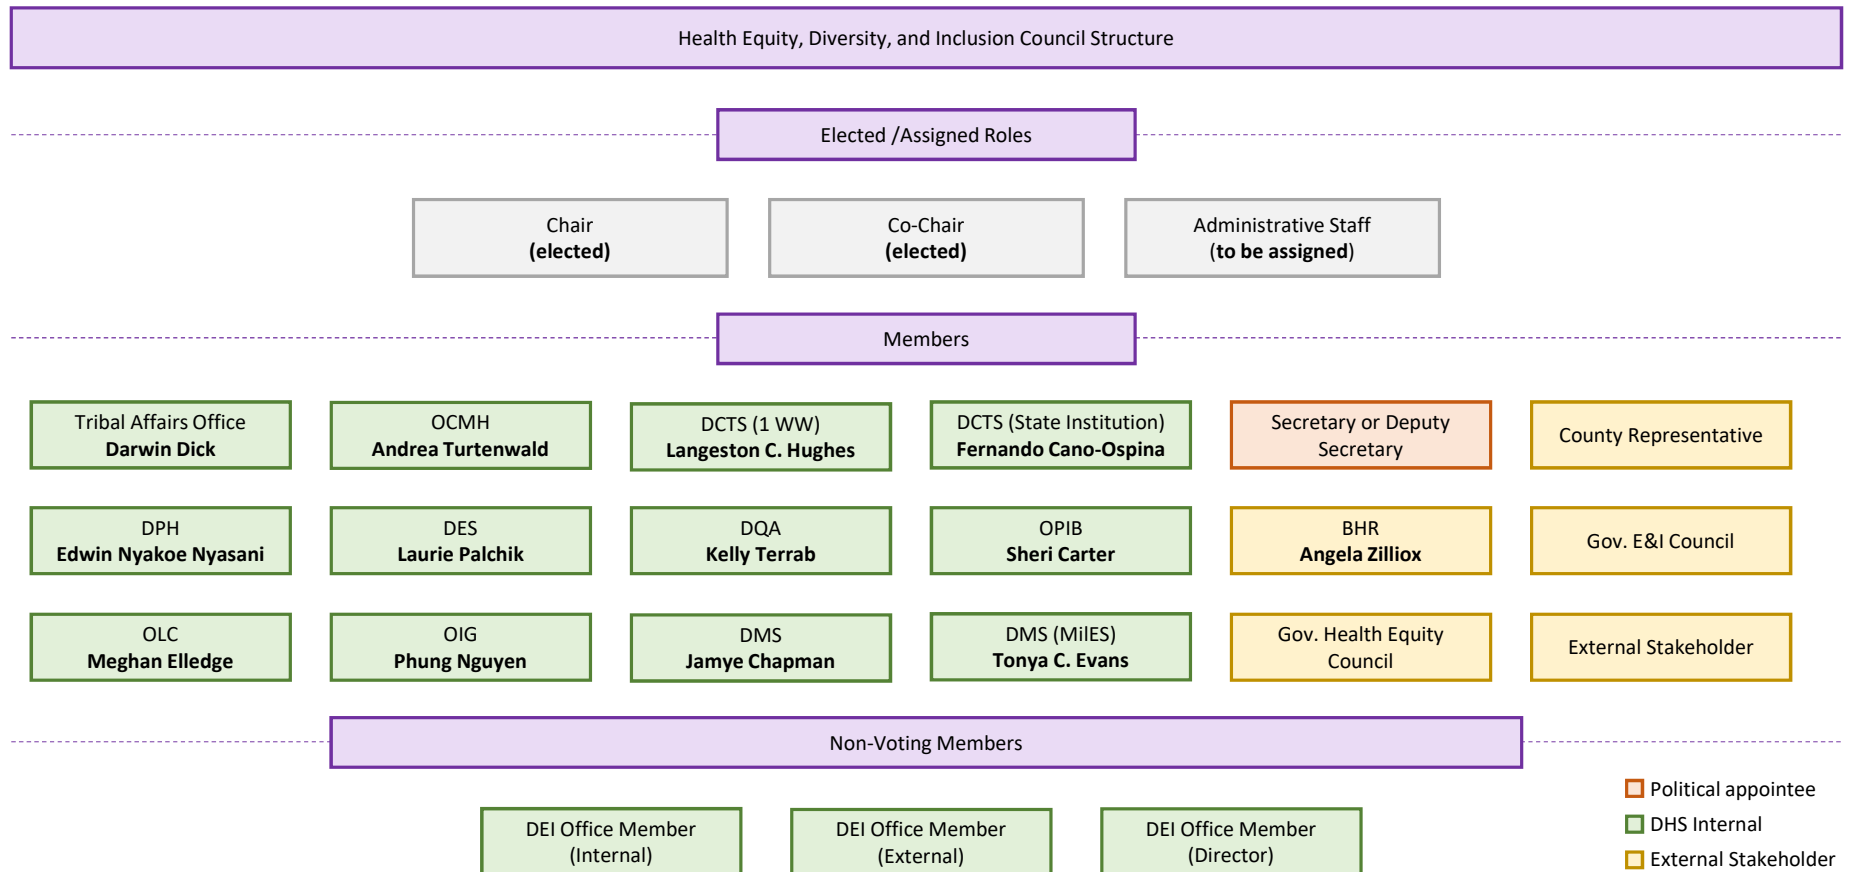 Health Equity, Diversity, and Inclusion Council Structure
Elected /Assigned Roles
Chair
(elected)
Co-Chair
(elected)
Administrative Staff
(to be assigned)
Members
Tribal Affairs Office
Darwin Dick
OCMH
Andrea Turtenwald
DCTS (1 WW)
Langeston C. Hughes
DCTS (State Institution)
Fernando Cano-Ospina
Secretary or Deputy
Secretary
County Representative
DPH
Edwin Nyakoe Nyasani
DES
Laurie Palchik
DQA
Kelly Terrab
OPIB
Sheri Carter
BHR
Angela Zilliox
Gov. E&I Council
OLC
Meghan Elledge
OIG
Phung Nguyen
DMS
Jamye Chapman
DMS (MilES)
Tonya C. Evans
Gov. Health Equity
Council
External Stakeholder
Non-Voting Members
DEI Office Member
(Internal)
DEI Office Member
(External)
DEI Office Member
(Director)
Political appointee
DHS Internal
External Stakeholder